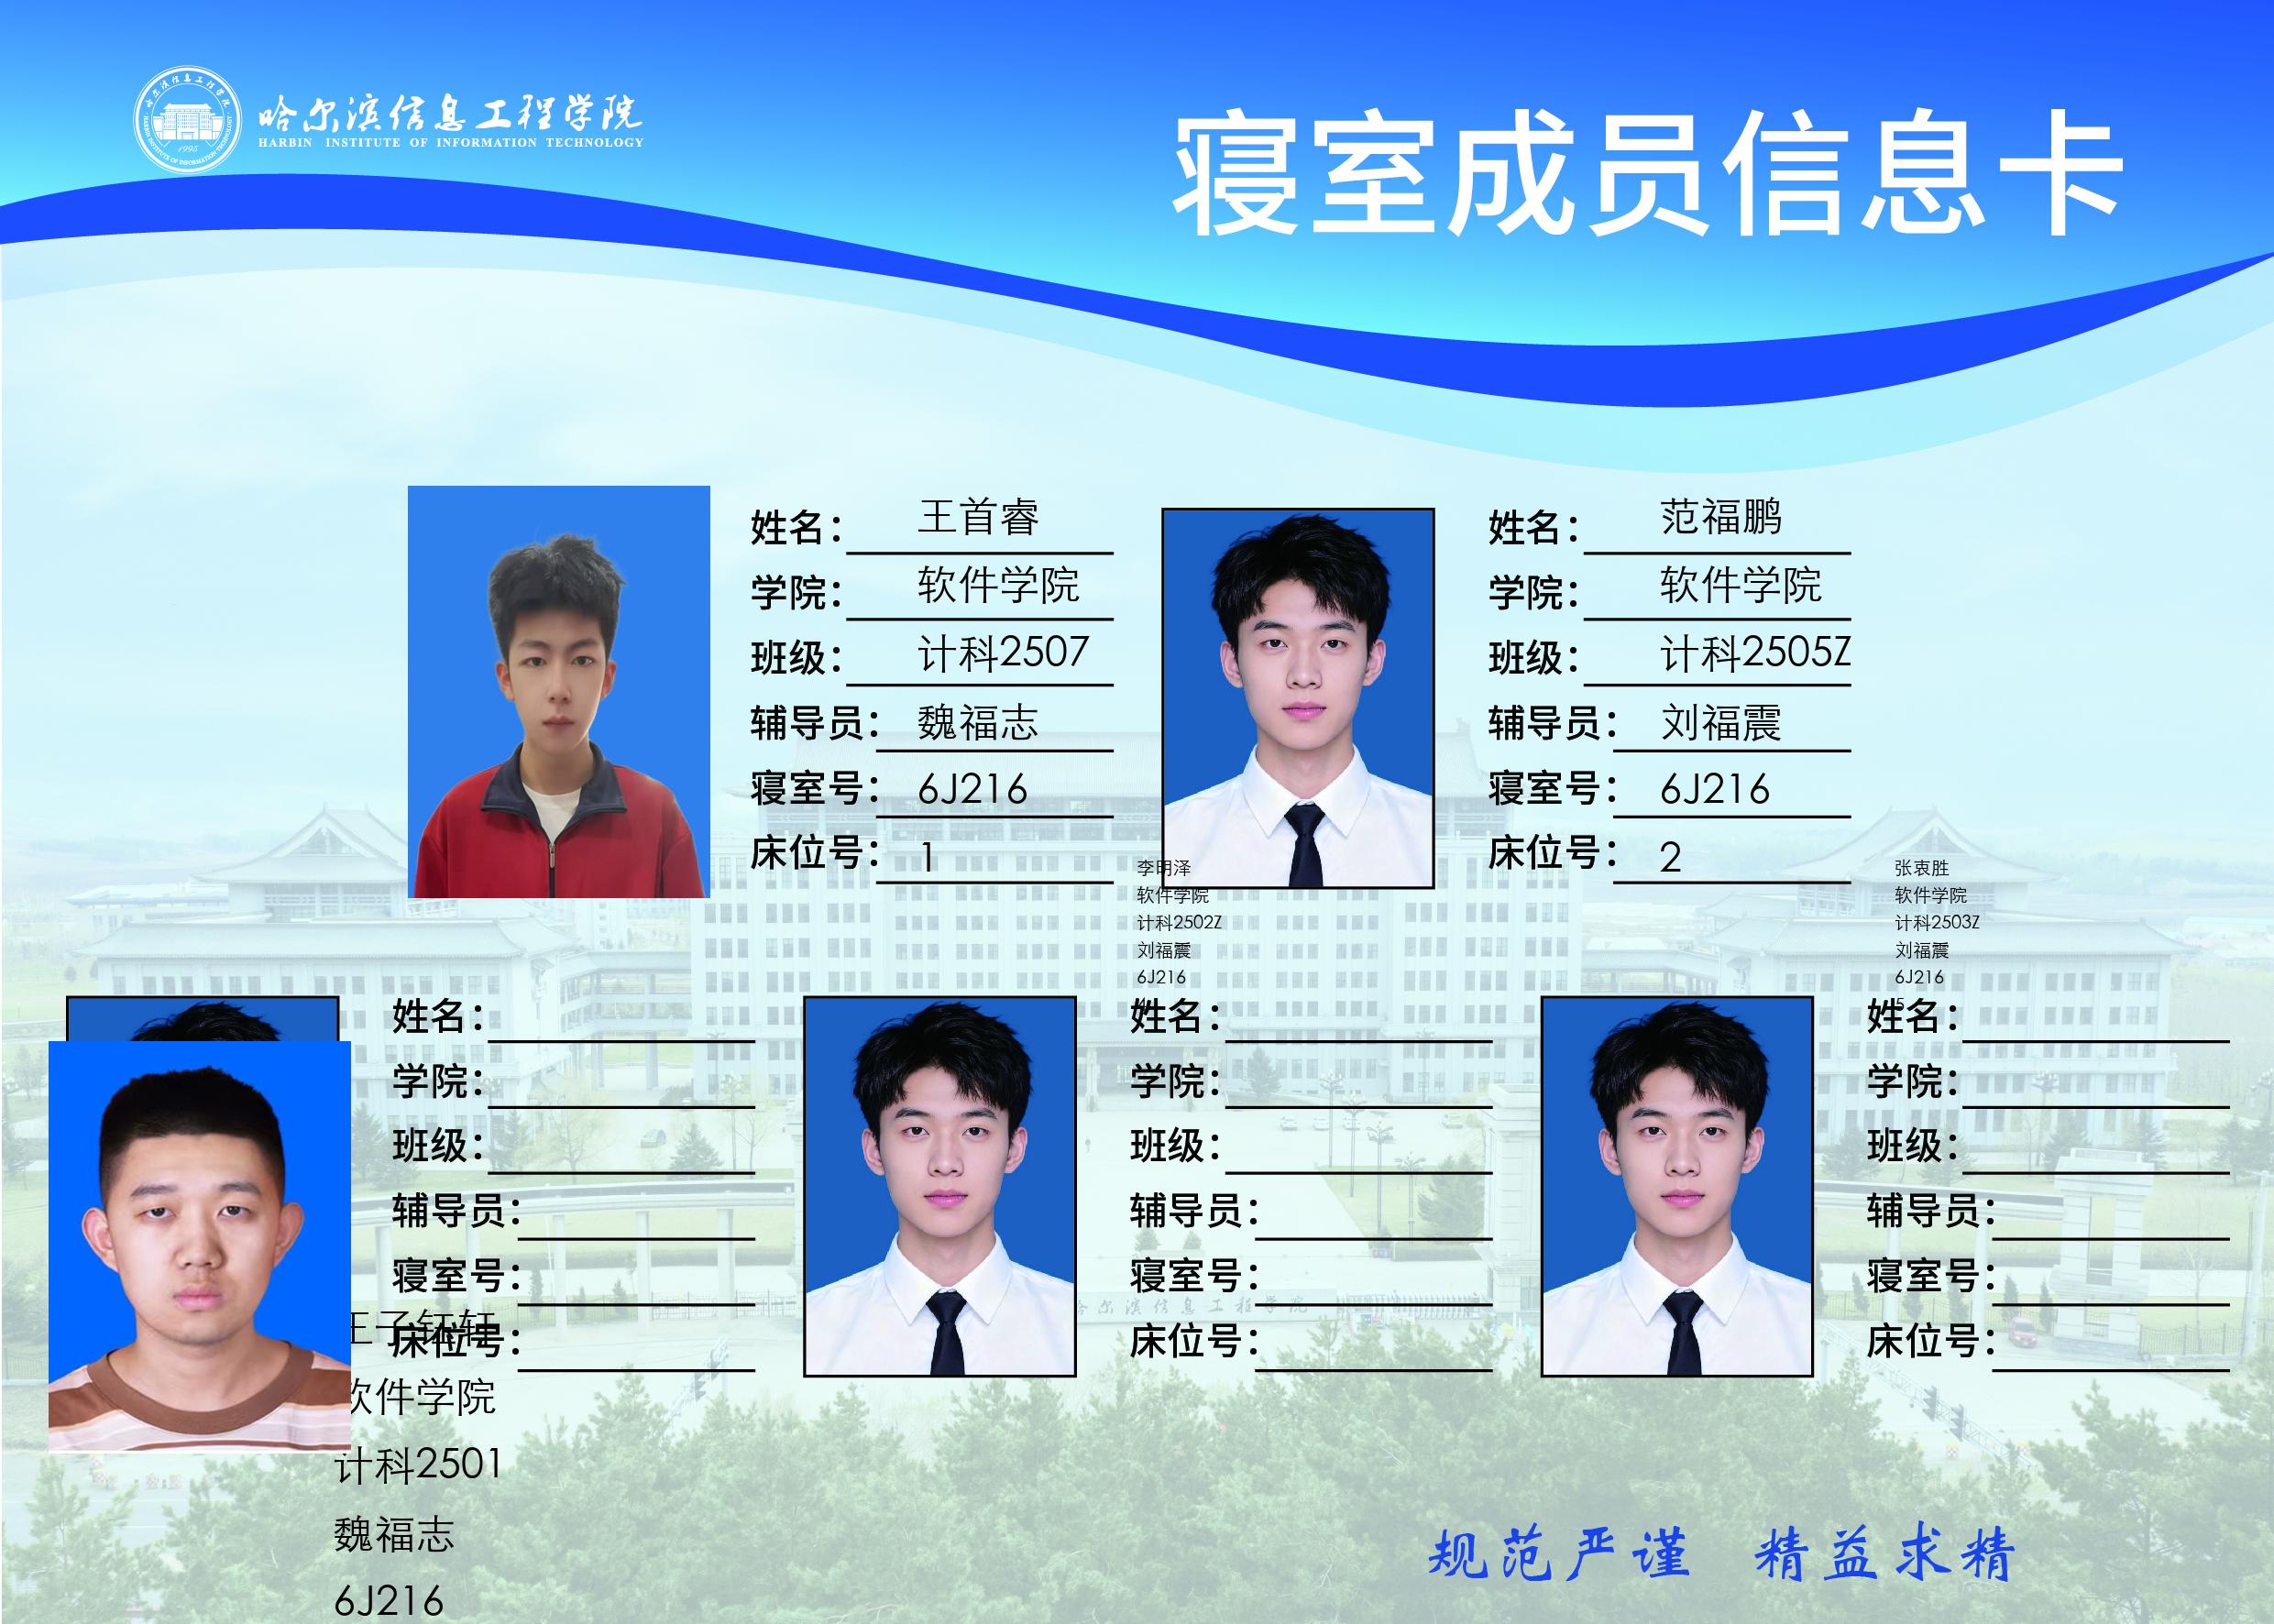 哈尔滨信息工程学院
HARBIN INSTITUTE OF INFORMATION TECHNOLOGY
1995
寝室成员信息卡
姓名： 王首睿
学院： 软件学院
班级： 计科2507
辅导员： 魏福志
寝室号： 6J216
床位号： 1
姓名： 范福鹏
学院： 软件学院
班级： 计科2505Z
辅导员： 刘福震
寝室号： 6J216
床位号： 2
李明泽
软件学院
计科2502Z
刘福震
6J216
张衷胜
软件学院
计科2503Z
刘福震
6J216
5
姓名：
学院：
班级：
辅导员：
寝室号：
床位号：
王子钰轩
软件学院
计科2501
魏福志
6J216
姓名：
学院：
班级：
辅导员：
寝室号：
床位号：
姓名：
学院：
班级：
辅导员：
寝室号：
床位号：
哈尔滨信息工程学院
规范严谨 精益求精